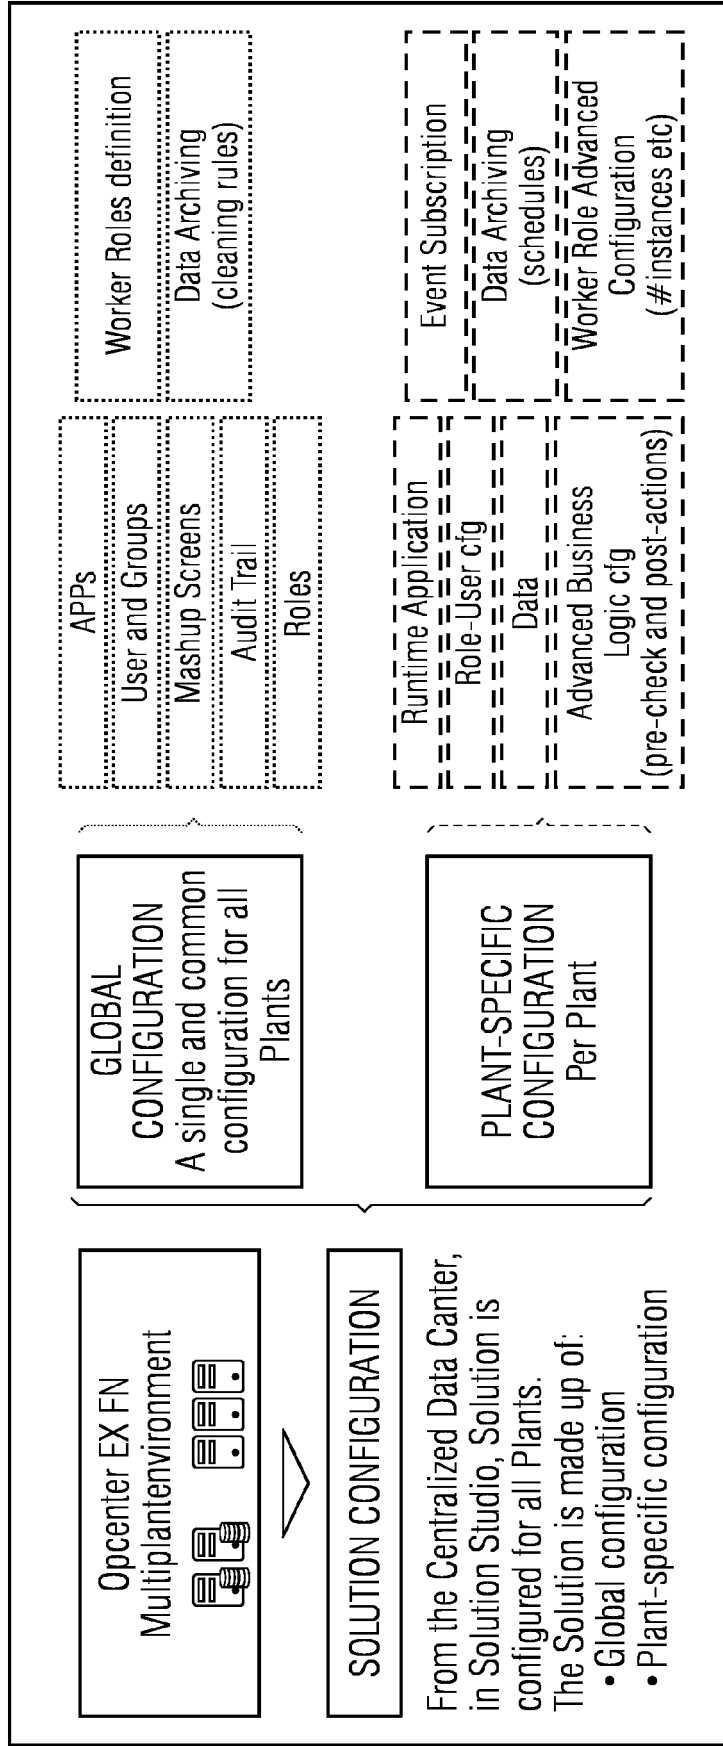 Opcenter EX FN
Multiplantenvironment
SOLUTION CONFIGURATION
From the Centralized Data Canter,
in Solution Studio, Solution is
configured for all Plants.
The Solution is made up of:
• Global configuration
• Plant-specific configuration
GLOBAL
CONFIGURATION
A single and common
configuration for all
Plants
PLANT-SPECIFIC
CONFIGURATION
Per Plant
APPs
User and Groups
Mashup Screens
Audit Trail
Roles
Worker Roles definition
Data Archiving
(cleaning rules)
Runtime Application
Role-User cfg
Data
Advanced Business
Logic cfg
(pre-check and post-actions)
Event Subscription
Data Archiving
(schedules)
Worker Role Advanced
Configuration
(#instances etc)